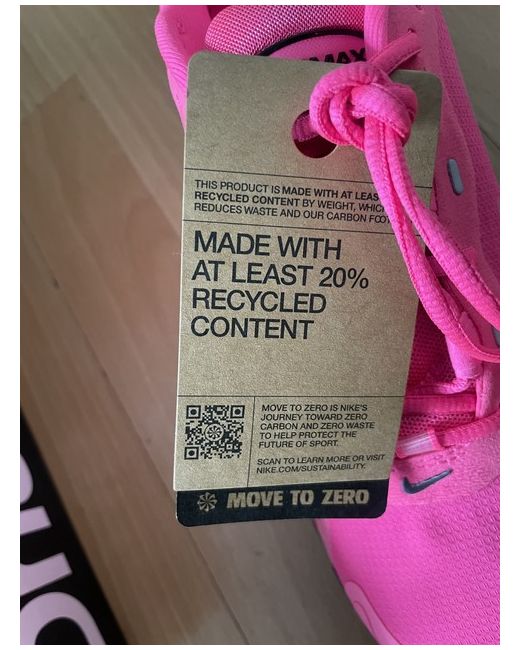 MAX
THIS PRODUCT IS MADE WITH AT LEAS
RECYCLED CONTENT BY WEIGHT, WHIC
REDUCES WASTE AND OUR CARBON FOOT
MADE WITH
AT LEAST 20%
RECYCLED
CONTENT
MOVE TO ZERO IS NIKE'S
JOURNEY TOWARD ZERO
CARBON AND ZERO WASTE
TO HELP PROTECT THE
FUTURE OF SPORT.
SCAN TO LEARN MORE OR VISIT
NIKE.COM/SUSTAINABILITY.
MOVE TO ZERO